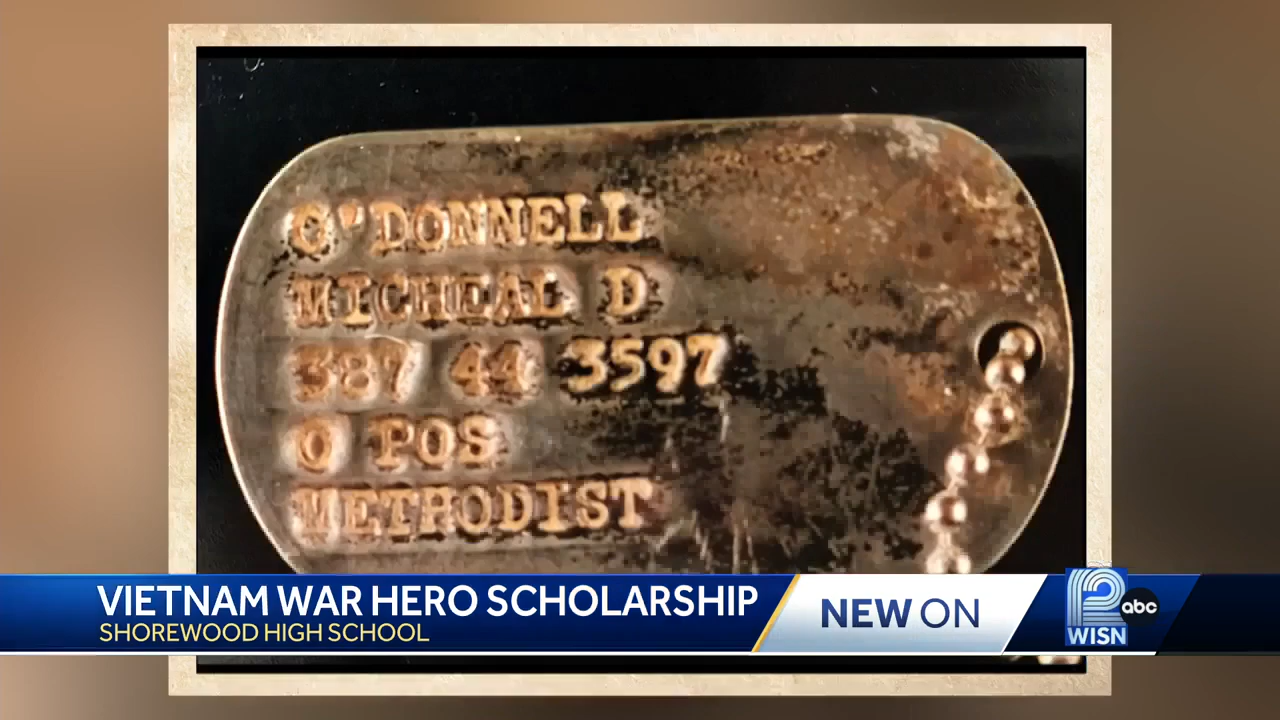 O'DONNELL
MICHEAL D
387 44 3597
O POS
METHODIST
VIETNAM WAR HERO SCHOLARSHIP
SHOREWOOD HIGH SCHOOL
NEW ON
12 abc
WISN